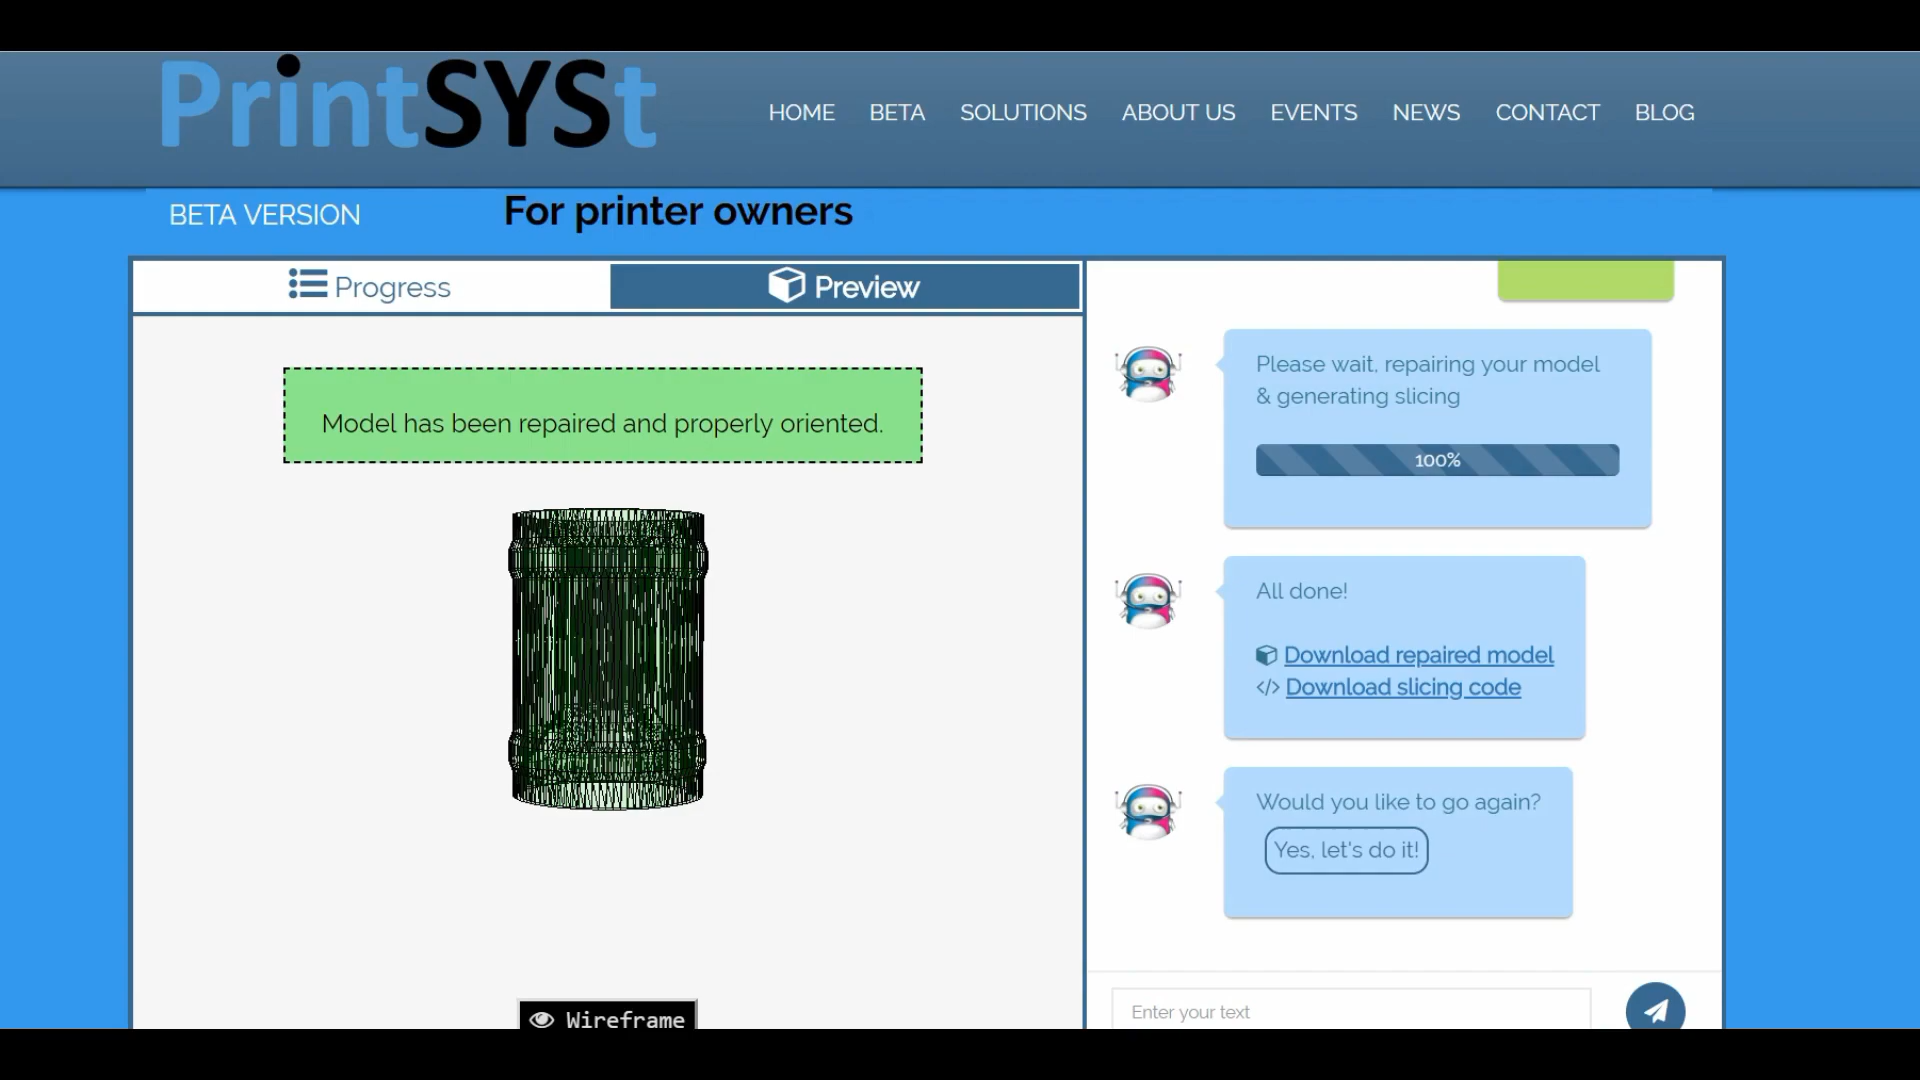 PrintSYSt
HOME BETA SOLUTIONS ABOUT US EVENTS NEWS CONTACT BLOG
BETA VERSION For printer owners
Progress Preview
Model has been repaired and properly oriented.
Wireframe
Please wait, repairing your model
& generating slicing
100%
All done!
Download repaired model
</> Download slicing code
Would you like to go again?
Yes, let's do it!
Enter your text